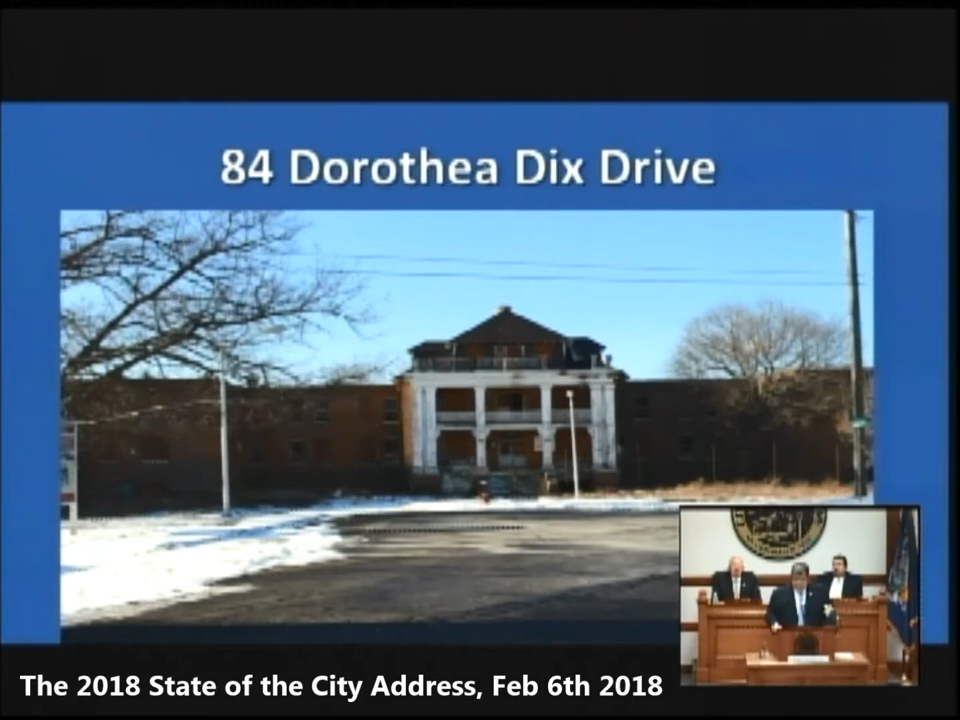 84 Dorothea Dix Drive
The 2018 State of the City Address, Feb 6th 2018